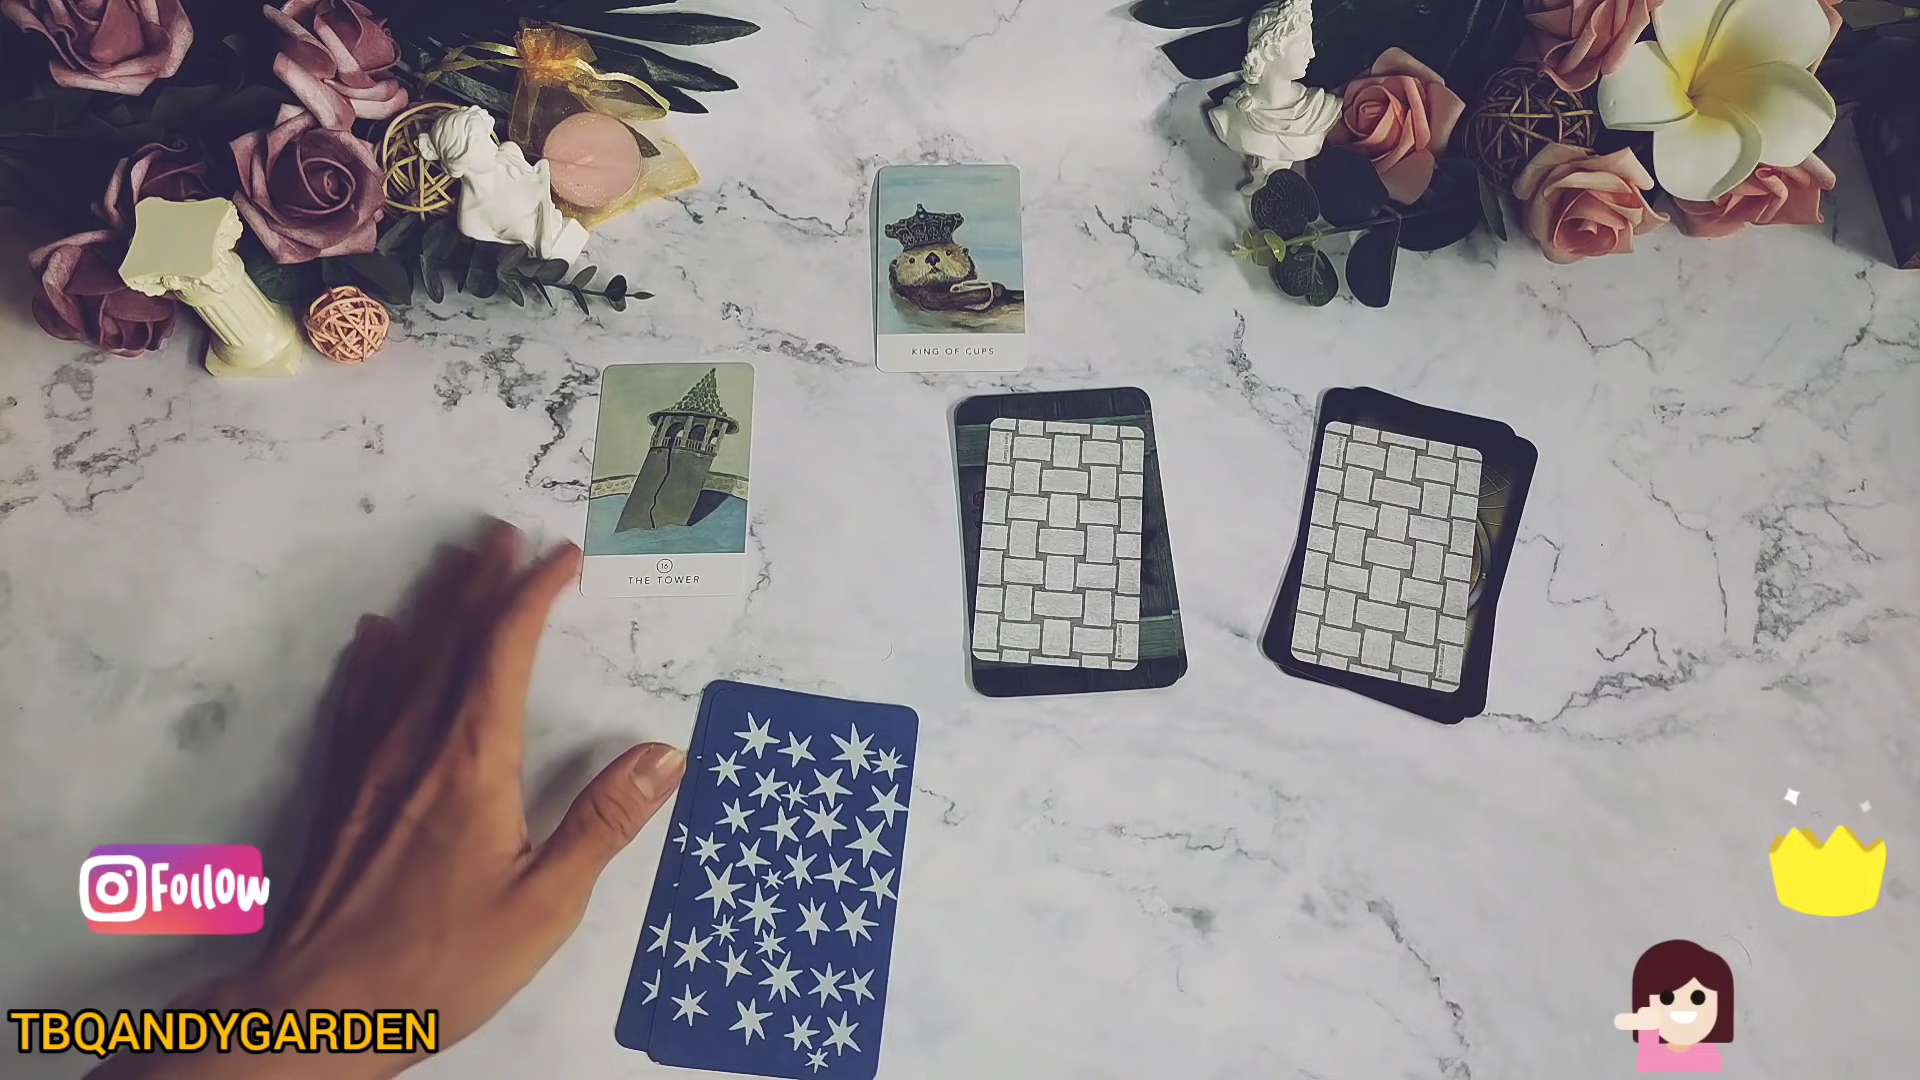 KING OF CUPS
16
THE TOWER
Follow
TBQANDYGARDEN